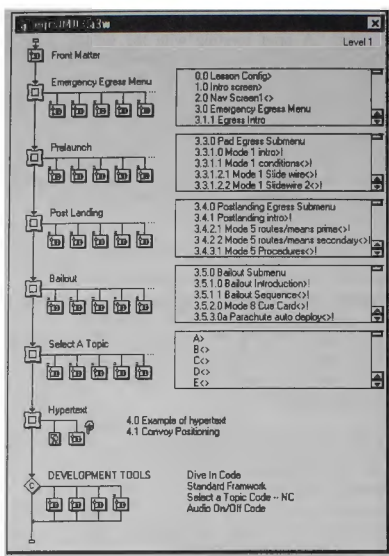 Level 1
Front Matter
Emergency Egress Menu
0.0 Lesson Config>
1.0 Intro screen>
2.0 Nav Screen1<>
3.0 Emergency Egress Menu
3.1.1 Egress Intro
Prelaunch
3.3.0 Pad Egress Submenu
3.3.1.0 Mode 1 intro>!
3.3.1.1 Mode 1 conditions<>!
3.3.1.2.1 Mode 1 Slide wire<>!
3.3.1.2.2 Mode 1 Slidewire 2<>!
Post Landing
3.4.0 Postlanding Egress Submenu
3.4.1 Postlanding intro>!
3.4.2.1 Mode 5 routes/means prime<>!
3.4.2.2 Mode 5 routes/means secondary<>!
3.4.3.1 Mode 5 Procedures<>!
Bailout
3.5.0 Bailout Submenu
3.5.1.0 Bailout Introduction>!
3.5.1.1 Bailout Sequence<>!
3.5.2.0 Mode 8 Cue Card<>!
3.5.3.0a Parachute auto deploy<>!
Select A Topic
A>
B<>
C<>
D<>
E<>
Hypertext
4.0 Example of hypertext
4.1 Convoy Positioning
C
DEVELOPMENT TOOLS
Dive In Code
Standard Framwork
Select a Topic Code -- NC
Audio On/Off Code